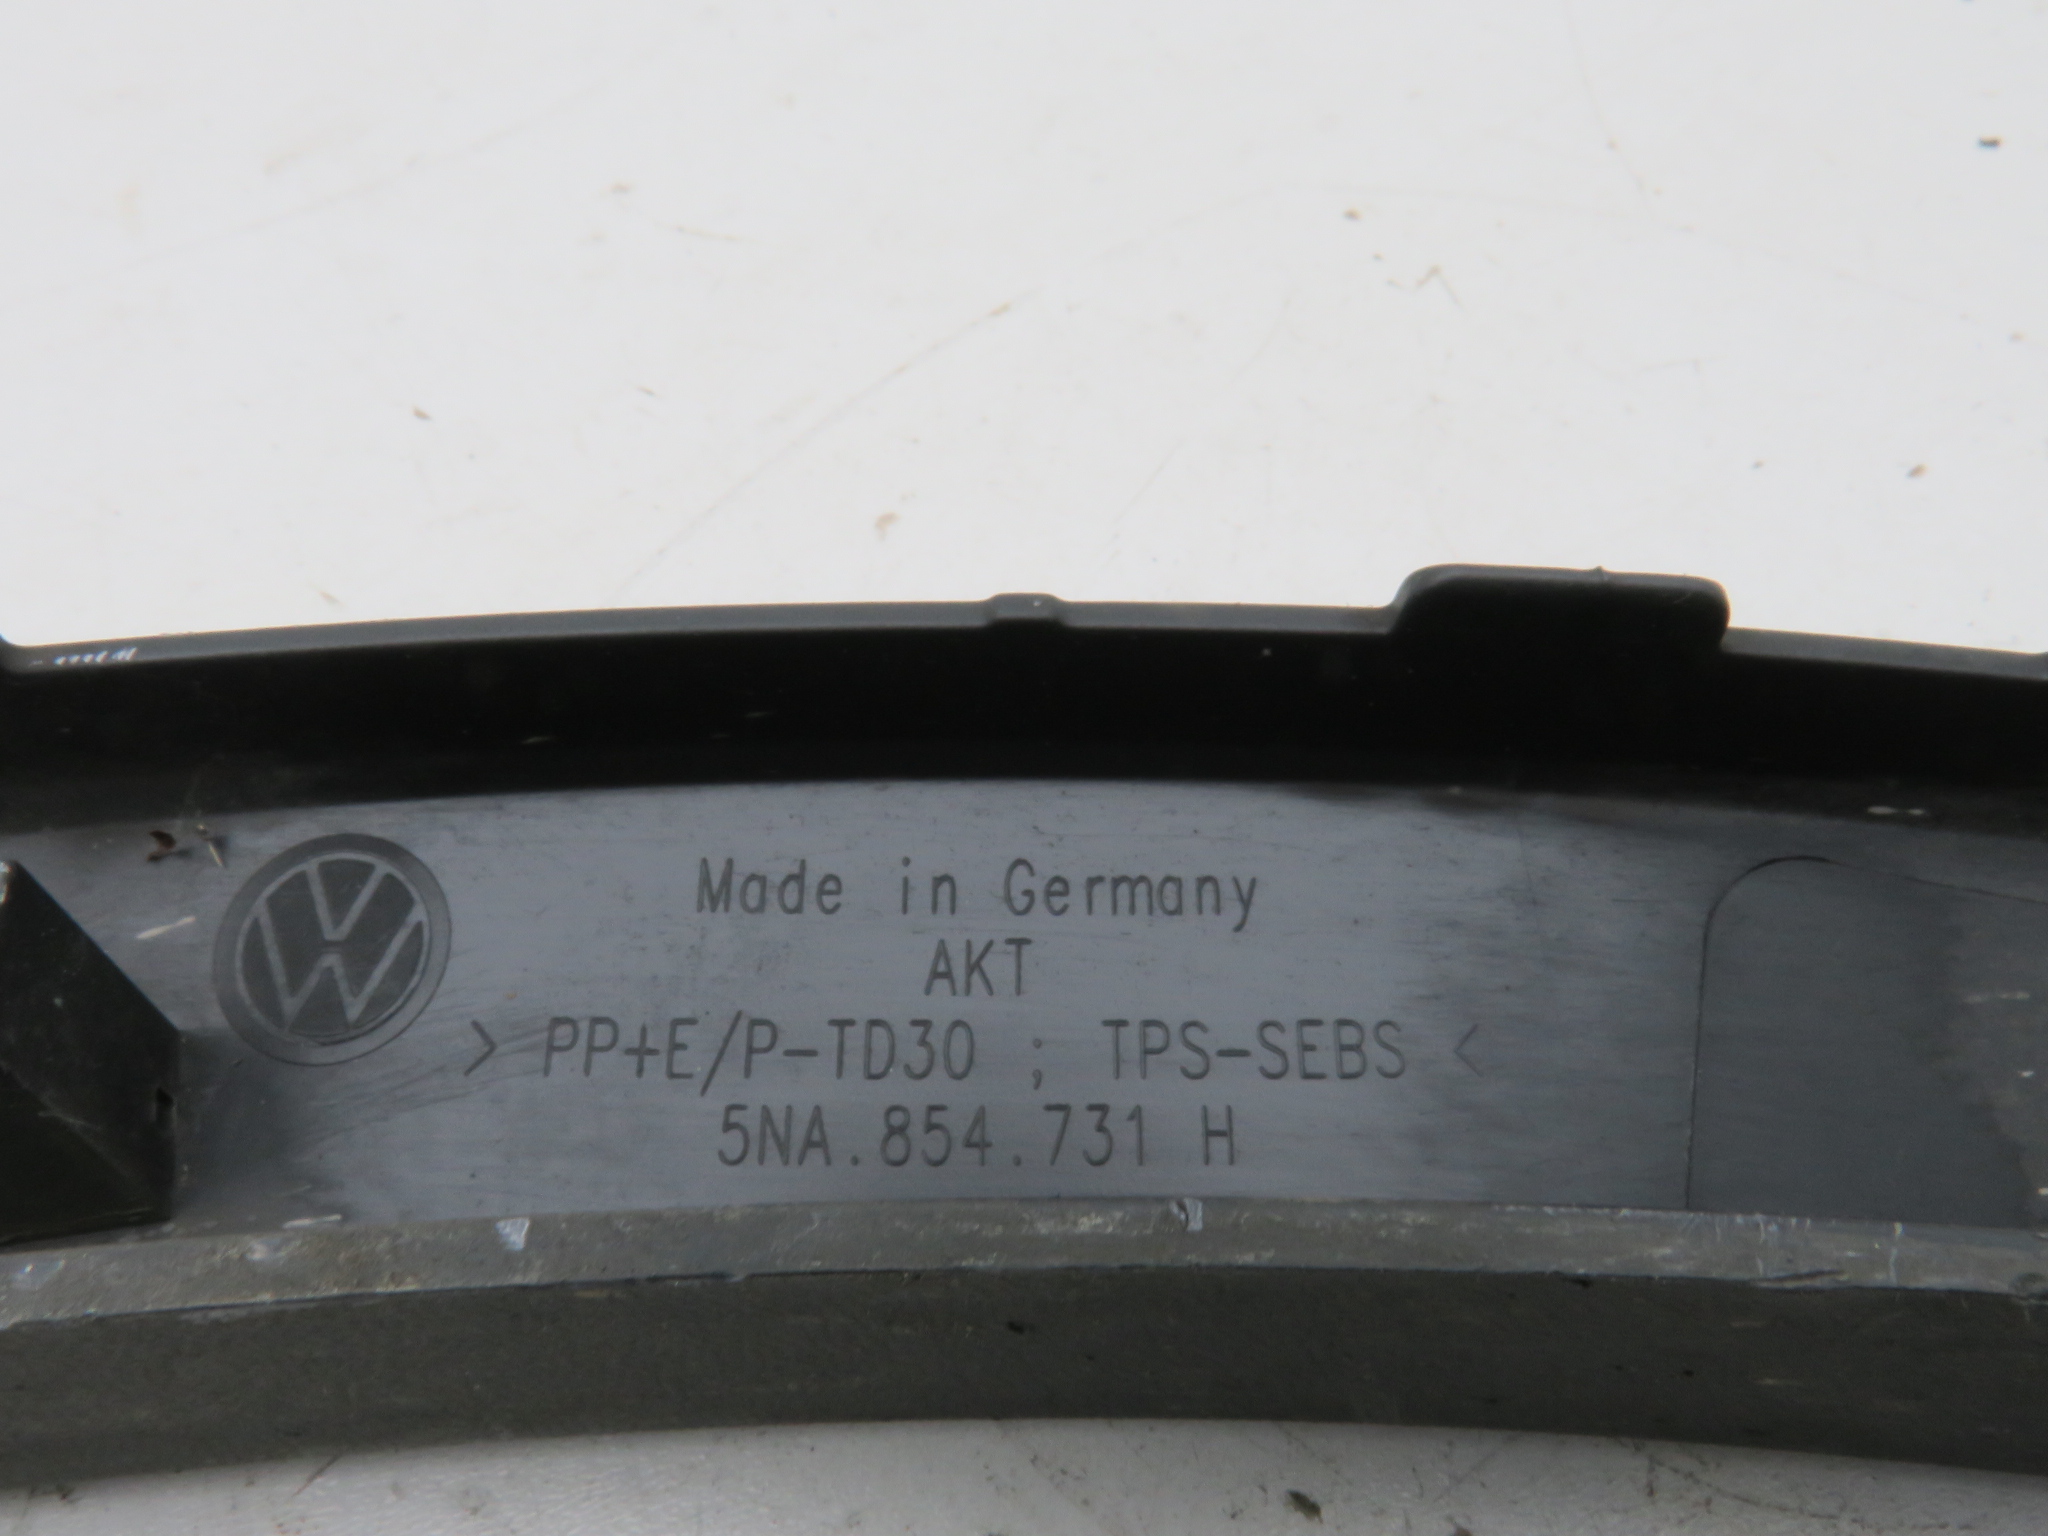 Made in Germany
AKT
> PP+E/P-TD30 ; TPS-SEBS <
5NA.854.731 H